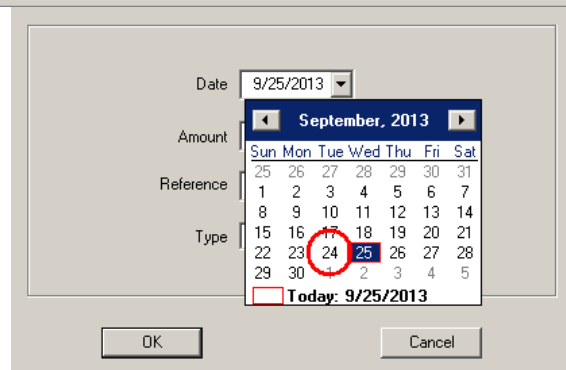 Date 9/25/2013
September, 2013
Amount
Sun Mon Tue Wed Thu Fri Sat
25 26 27 28 29 30 31
Reference
1 2 3 4 5 6 7
8 9 10 11 12 13 14
Type
15 16 17 18 19 20 21
22 23 24 25 26 27 28
29 30 1 2 3 4 5
Today: 9/25/2013
OK Cancel